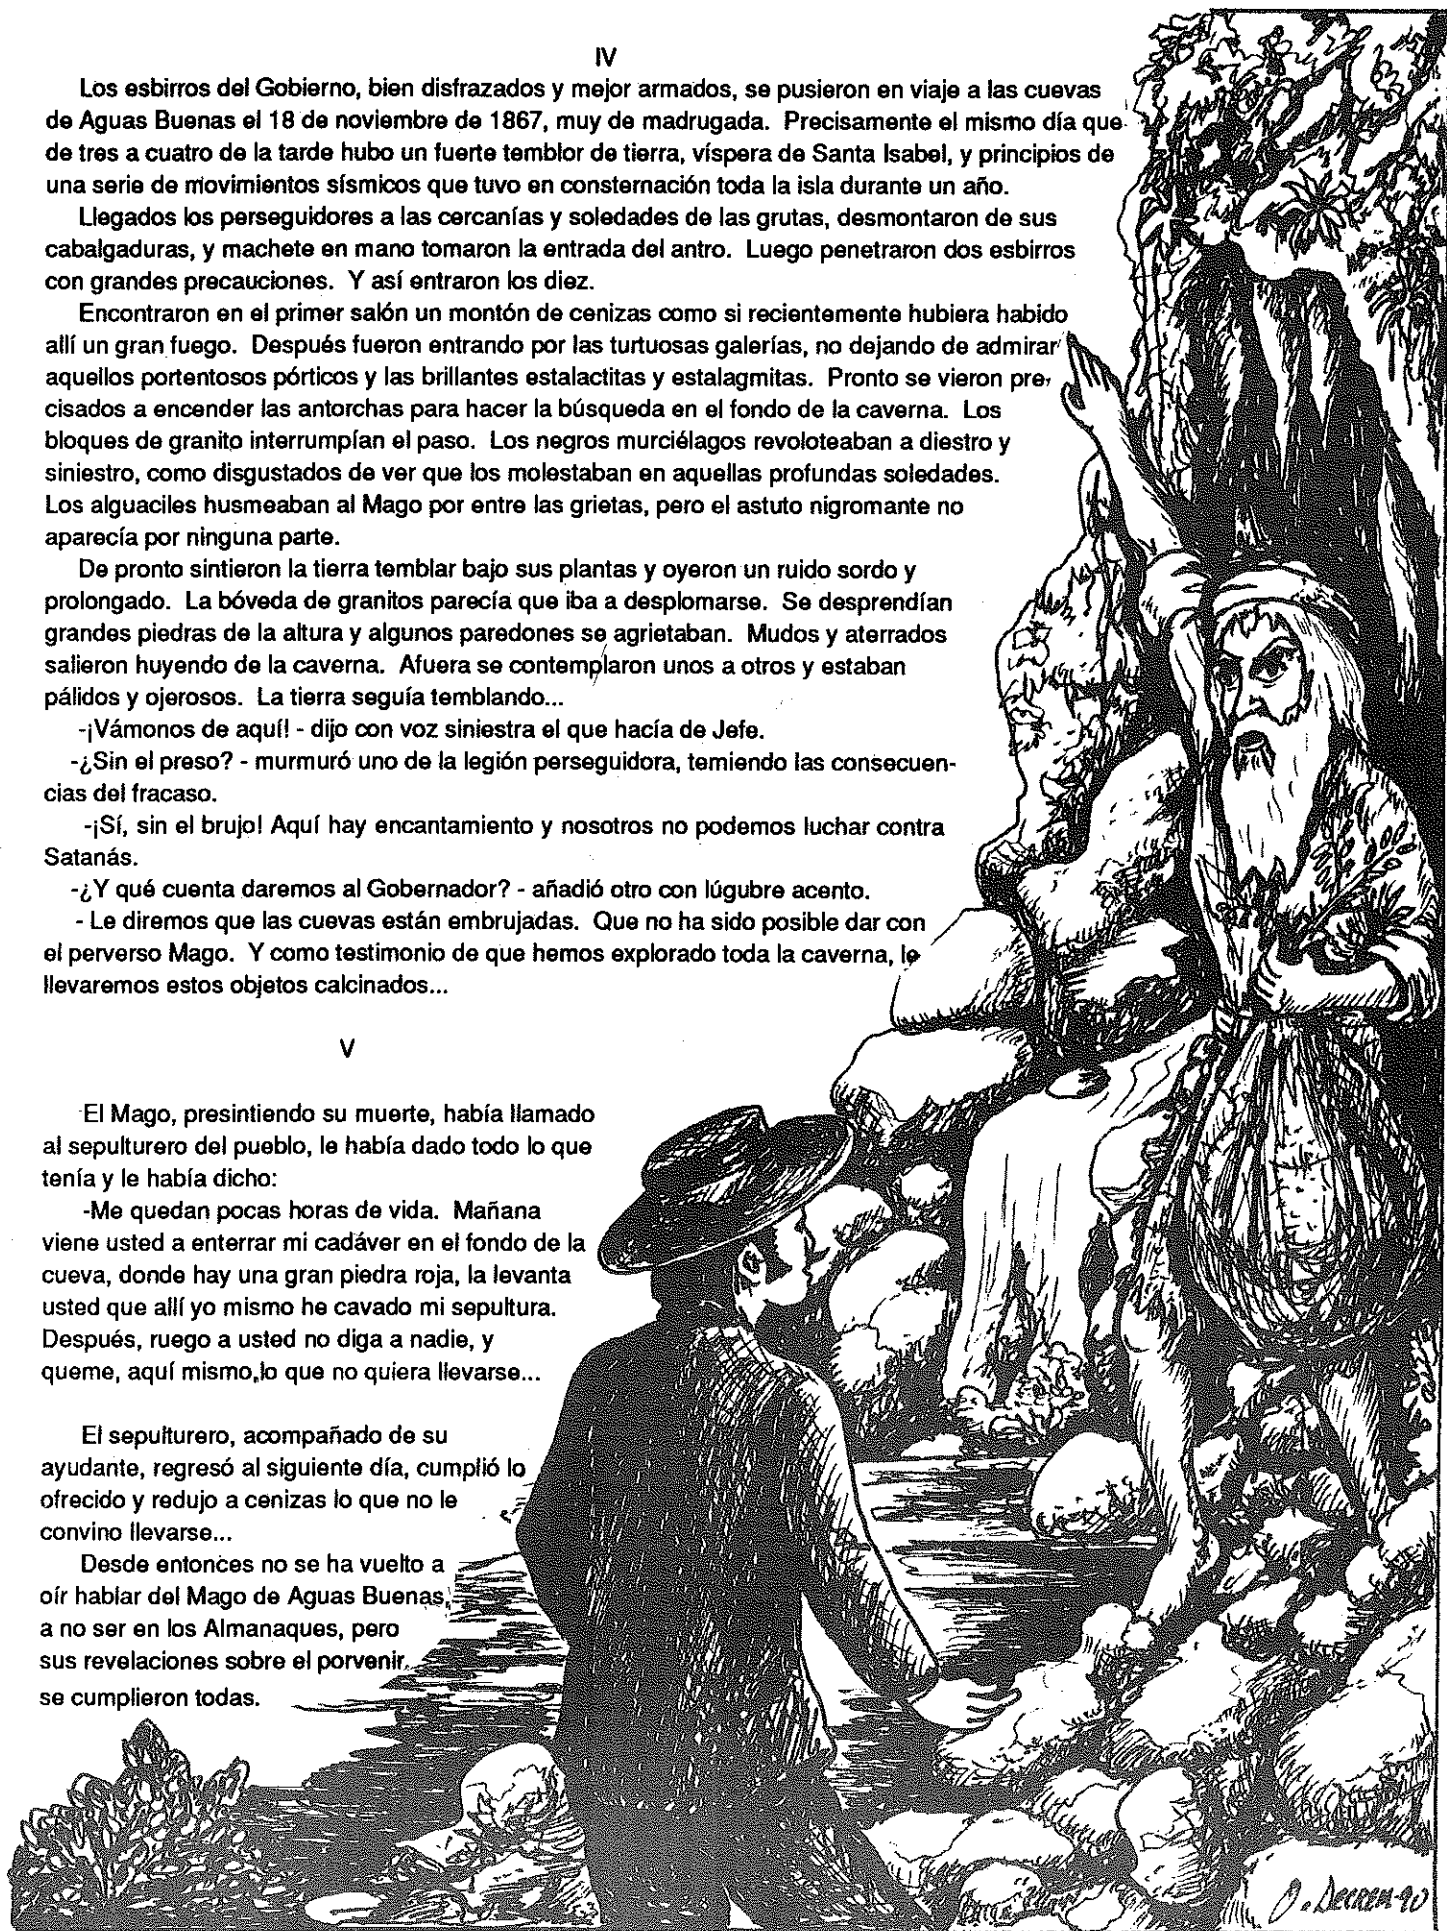 IV
Los esbirros del Gobierno, bien disfrazados y mejor armados, se pusieron en viaje a las cuevas
de Aguas Buenas el 18 de noviembre de 1867, muy de madrugada. Precisamente el mismo día que
de tres a cuatro de la tarde hubo un fuerte temblor de tierra, víspera de Santa Isabel, y principios de
una serie de movimientos sísmicos que tuvo en consternación toda la isla durante un año.
Llegados los perseguidores a las cercanías y soledades de las grutas, desmontaron de sus
cabalgaduras, y machete en mano tomaron la entrada del antro. Luego penetraron dos esbirros
con grandes precauciones. Y así entraron los diez.
Encontraron en el primer salón un montón de cenizas como si recientemente hubiera habido
allí un gran fuego. Después fueron entrando por las turtuosas galerías, no dejando de admirar
aquellos portentosos pórticos y las brillantes estalactitas y estalagmitas. Pronto se vieron pre-
cisados a encender las antorchas para hacer la búsqueda en el fondo de la caverna. Los
bloques de granito interrumpían el paso. Los negros murciélagos revoloteaban a diestro y
siniestro, como disgustados de ver que los molestaban en aquellas profundas soledades.
Los alguaciles husmeaban al Mago por entre las grietas, pero el astuto nigromante no
aparecía por ninguna parte.
De pronto sintieron la tierra temblar bajo sus plantas y oyeron un ruido sordo y
prolongado. La bóveda de granitos parecía que iba a desplomarse. Se desprendían
grandes piedras de la altura y algunos paredones se agrietaban. Mudos y aterrados
salieron huyendo de la caverna. Afuera se contemplaron unos a otros y estaban
pálidos y ojerosos. La tierra seguía temblando...
-¡Vámonos de aquí! - dijo con voz siniestra el que hacía de Jefe.
-¿Sin el preso? - murmuró uno de la legión perseguidora, temiendo las consecuen-
cias del fracaso.
-¡Sí, sin el brujo! Aquí hay encantamiento y nosotros no podemos luchar contra
Satanás.
-¿Y qué cuenta daremos al Gobernador? - añadió otro con lúgubre acento.
- Le diremos que las cuevas están embrujadas. Que no ha sido posible dar con
el perverso Mago. Y como testimonio de que hemos explorado toda la caverna, le
llevaremos estos objetos calcinados...
V
El Mago, presintiendo su muerte, había llamado
al sepulturero del pueblo, le había dado todo lo que
tenía y le había dicho:
-Me quedan pocas horas de vida. Mañana
viene usted a enterrar mi cadáver en el fondo de la
cueva, donde hay una gran piedra roja, la levanta
usted que allí yo mismo he cavado mi sepultura.
Después, ruego a usted no diga a nadie, y
queme, aquí mismo,lo que no quiera llevarse...
El sepulturero, acompañado de su
ayudante, regresó al siguiente día, cumplió lo
ofrecido y redujo a cenizas lo que no le
convino llevarse...
Desde entonces no se ha vuelto a
oír hablar del Mago de Aguas Buenas,
a no ser en los Almanaques, pero
sus revelaciones sobre el porvenir
se cumplieron todas.